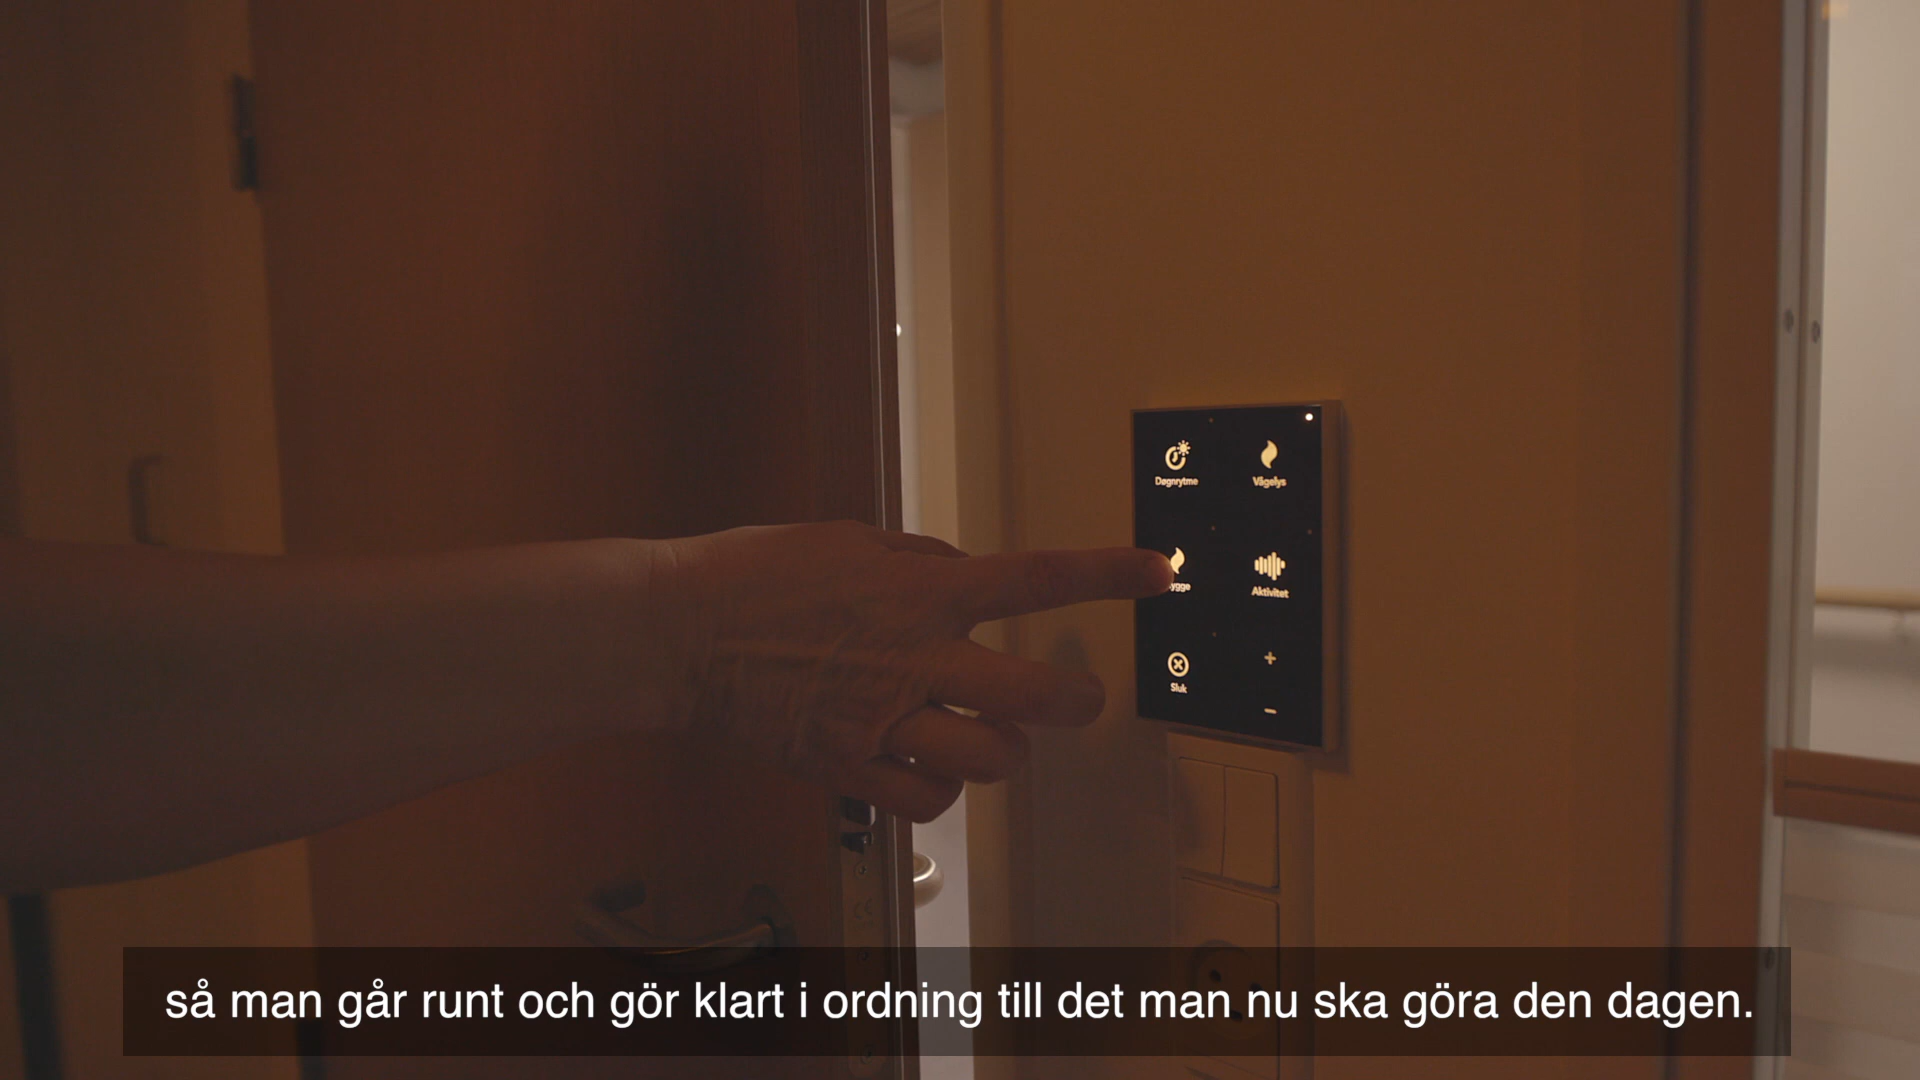 Døgnrytme
Vågelys
Aktivitet
Sluk
så man går runt och gör klart i ordning till det man nu ska göra den dagen.